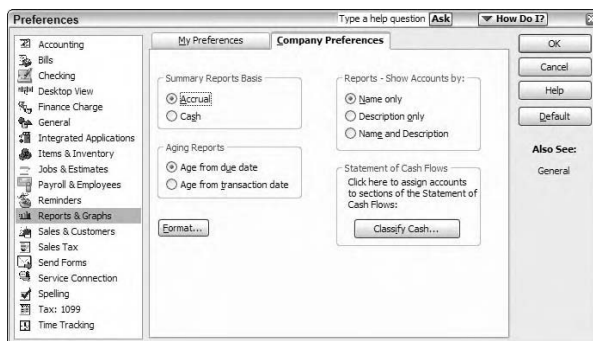 Preferences
Type a help question Ask
How Do I?
Accounting
Bills
Checking
Desktop View
Finance Charge
General
Integrated Applications
Items & Inventory
Jobs & Estimates
Payroll & Employees
Reminders
Reports & Graphs
Sales & Customers
Sales Tax
Send Forms
Service Connection
Spelling
Tax: 1099
Time Tracking
My Preferences
Company Preferences
Summary Reports Basis
Accrual
Cash
Aging Reports
Age from due date
Age from transaction date
Format...
Reports - Show Accounts by:
Name only
Description only
Name and Description
Statement of Cash Flows
Click here to assign accounts
to sections of the Statement of
Cash Flows:
Classify Cash...
OK
Cancel
Help
Default
Also See:
General